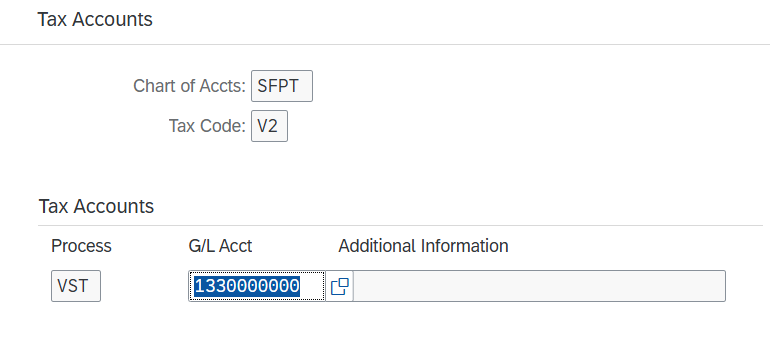 Tax Accounts
Chart of Accts: SFPT
Tax Code: V2
Tax Accounts
Process G/L Acct Additional Information
VST 1330000000